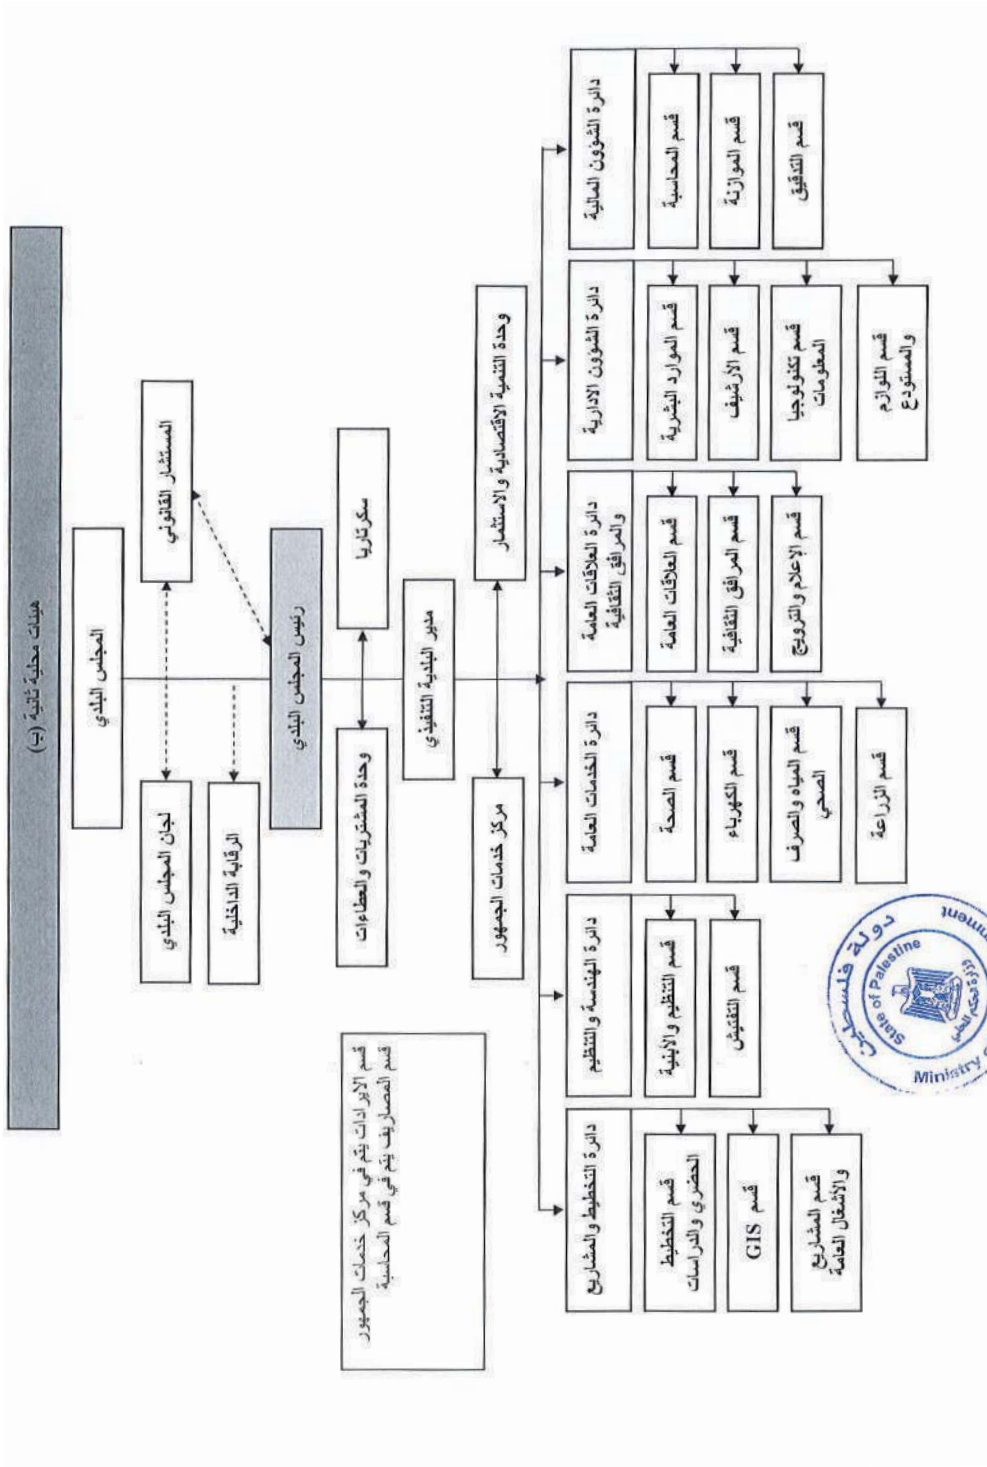 هيئات محلية ثانية (ب)
المجلس البلدي
المستشار القانوني
لجان المجلس البلدي
الرقابة الداخلية
رئيس المجلس البلدي
سكرتاريا
وحدة المشتريات والعطاءات
مدير البلدية التنفيذي
وحدة التنمية الاقتصادية والاستثمار
مركز خدمات الجمهور
قسم الايرادات يتم في مركز خدمات الجمهور
قسم المصاريف يتم في قسم المحاسبة
دائرة الشؤون المالية
قسم المحاسبة
قسم الموازنة
قسم التدقيق
دائرة الشؤون الادارية
قسم الموارد البشرية
قسم الأرشيف
قسم تكنولوجيا
المعلومات
قسم اللوازم
والمستودع
دائرة العلاقات العامة
والمرافق الثقافية
قسم العلاقات العامة
قسم المرافق الثقافية
قسم الإعلام والترويج
دائرة الخدمات العامة
قسم الصحة
قسم الكهرباء
قسم المياه والصرف
الصحي
قسم الزراعة
دائرة الهندسة والتنظيم
قسم التنظيم والأبنية
قسم التفتيش
دائرة التخطيط والمشاريع
قسم التخطيط
الحضري والدراسات
قسم GIS
قسم المشاريع
والأشغال العامة
دولة فلسطين
State of Palestine
وزارة الحكم المحلي
Ministry